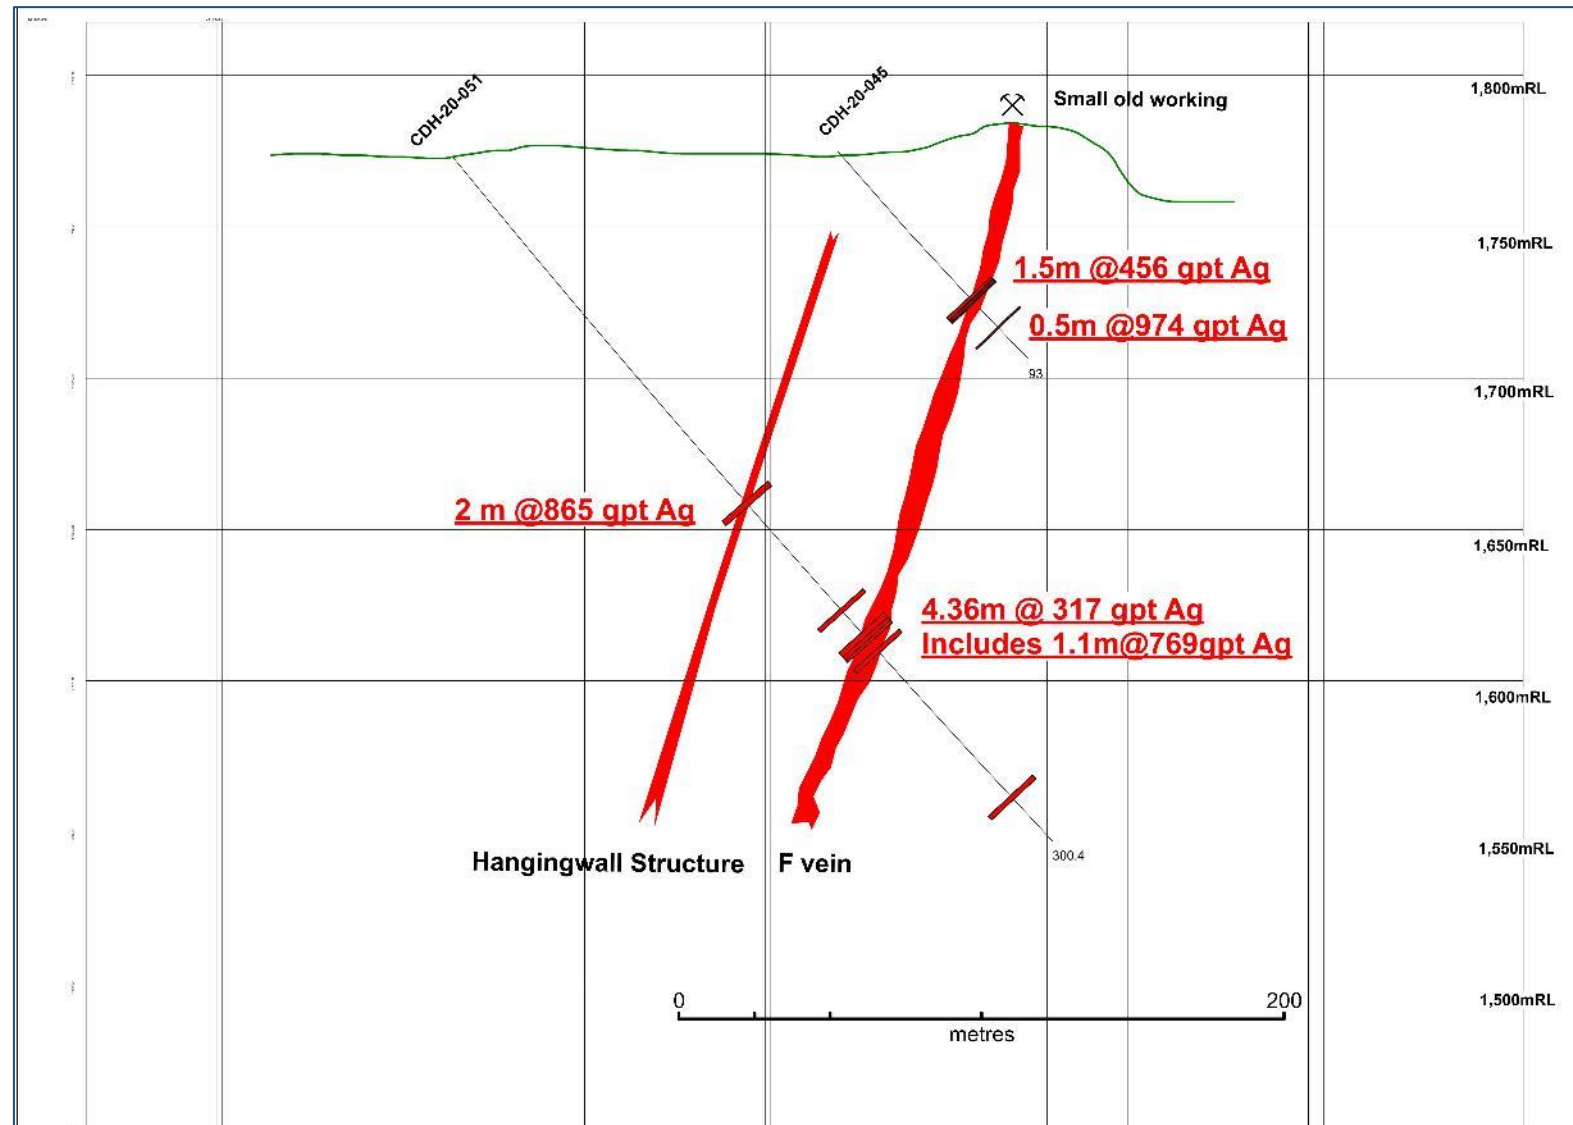 CDH-20-051
CDH-20-045
Small old working
1,800mRL
1,750mRL
1.5m @456 gpt Ag
0.5m @974 gpt Ag
93
1,700mRL
2 m @865 gpt Ag
1,650mRL
4.36m @ 317 gpt Ag
Includes 1.1m@769gpt Ag
1,600mRL
300.4
1,550mRL
Hangingwall Structure
F vein
0
200
1,500mRL
metres